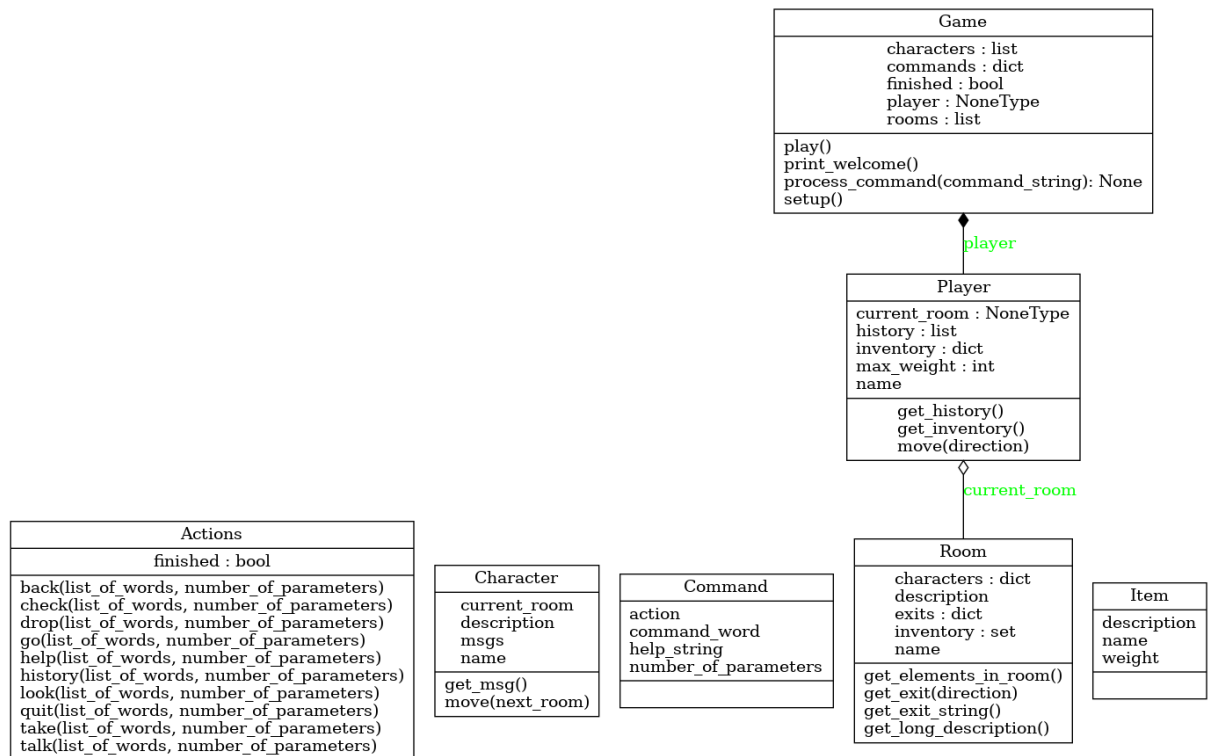 Game
characters : list
commands : dict
finished : bool
player : NoneType
rooms : list
play()
print_welcome()
process_command(command_string): None
setup()
player
Player
current_room : NoneType
history : list
inventory : dict
max_weight : int
name
get_history()
get_inventory()
move(direction)
current_room
Actions
finished : bool
back(list_of_words, number_of_parameters)
check(list_of_words, number_of_parameters)
drop(list_of_words, number_of_parameters)
go(list_of_words, number_of_parameters)
help(list_of_words, number_of_parameters)
history(list_of_words, number_of_parameters)
look(list_of_words, number_of_parameters)
quit(list_of_words, number_of_parameters)
take(list_of_words, number_of_parameters)
talk(list_of_words, number_of_parameters)
Character
current_room
description
msgs
name
get_msg()
move(next_room)
Command
action
command_word
help_string
number_of_parameters
Room
characters : dict
description
exits : dict
inventory : set
name
get_elements_in_room()
get_exit(direction)
get_exit_string()
get_long_description()
Item
description
name
weight